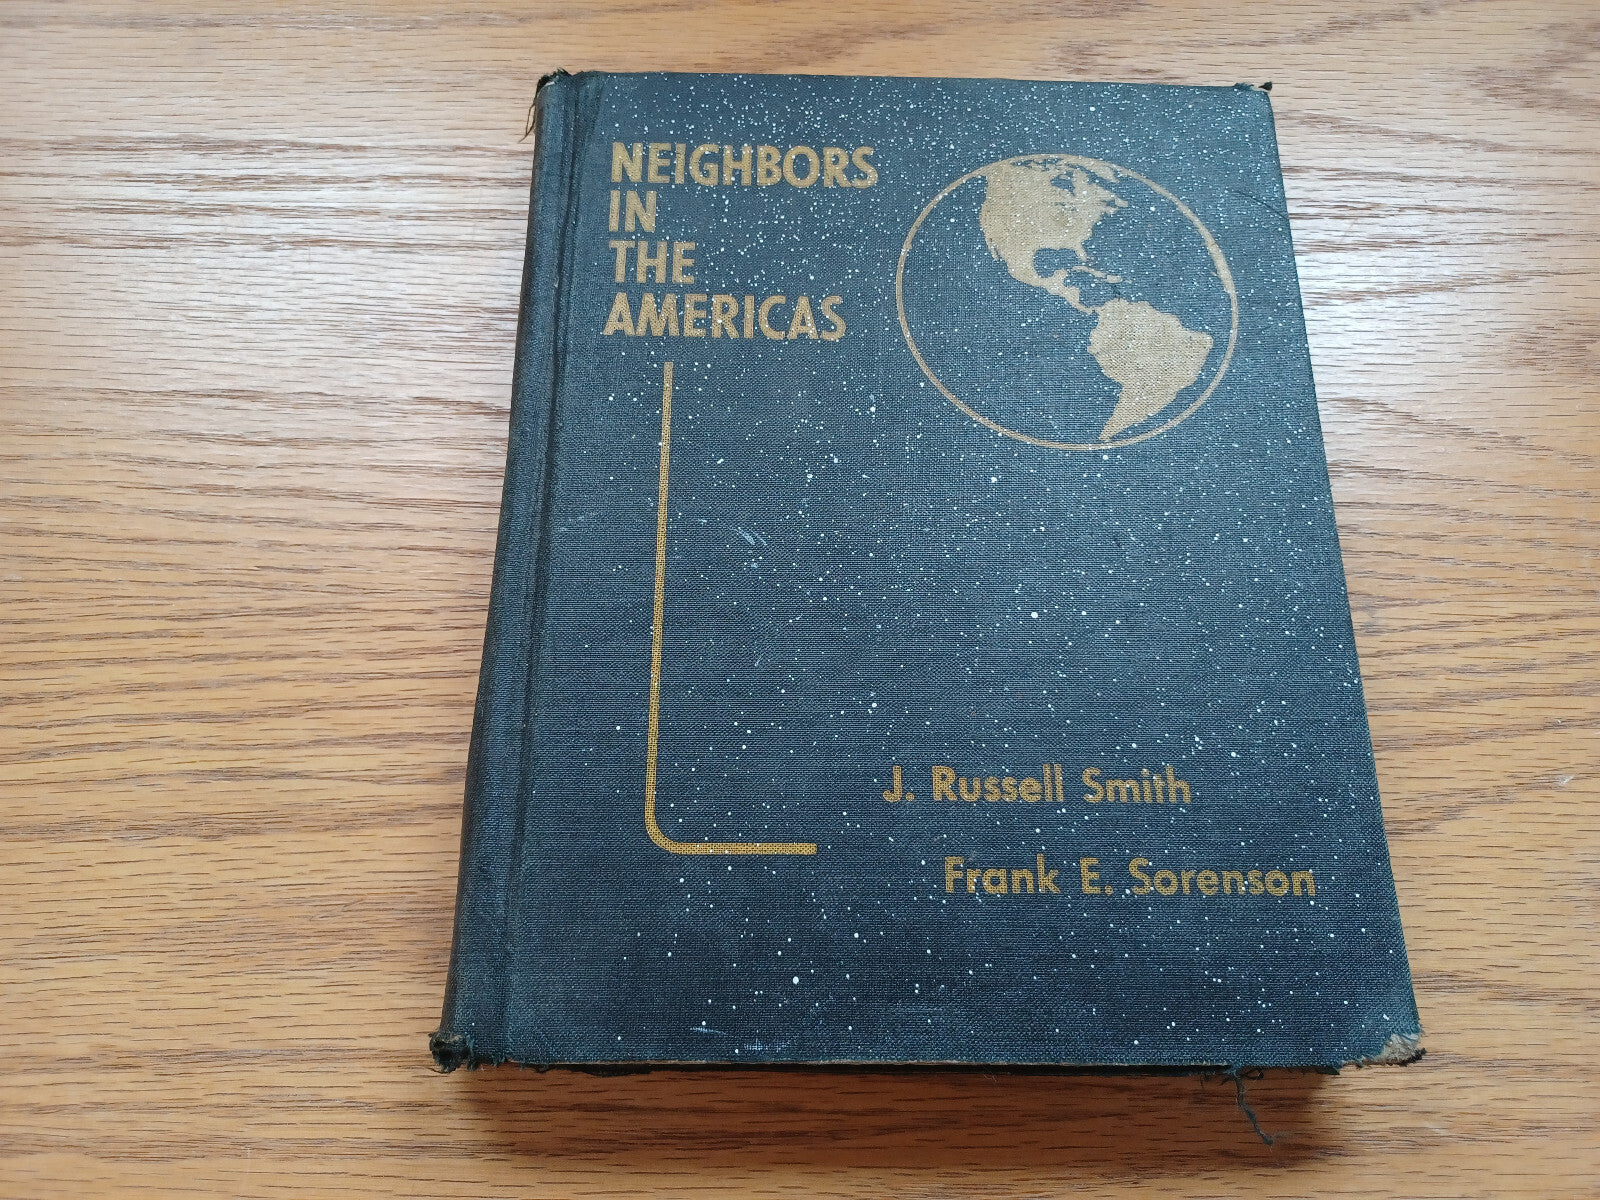 NEIGHBORS
IN
THE
AMERICAS
J. Russell Smith
Frank E. Sorenson